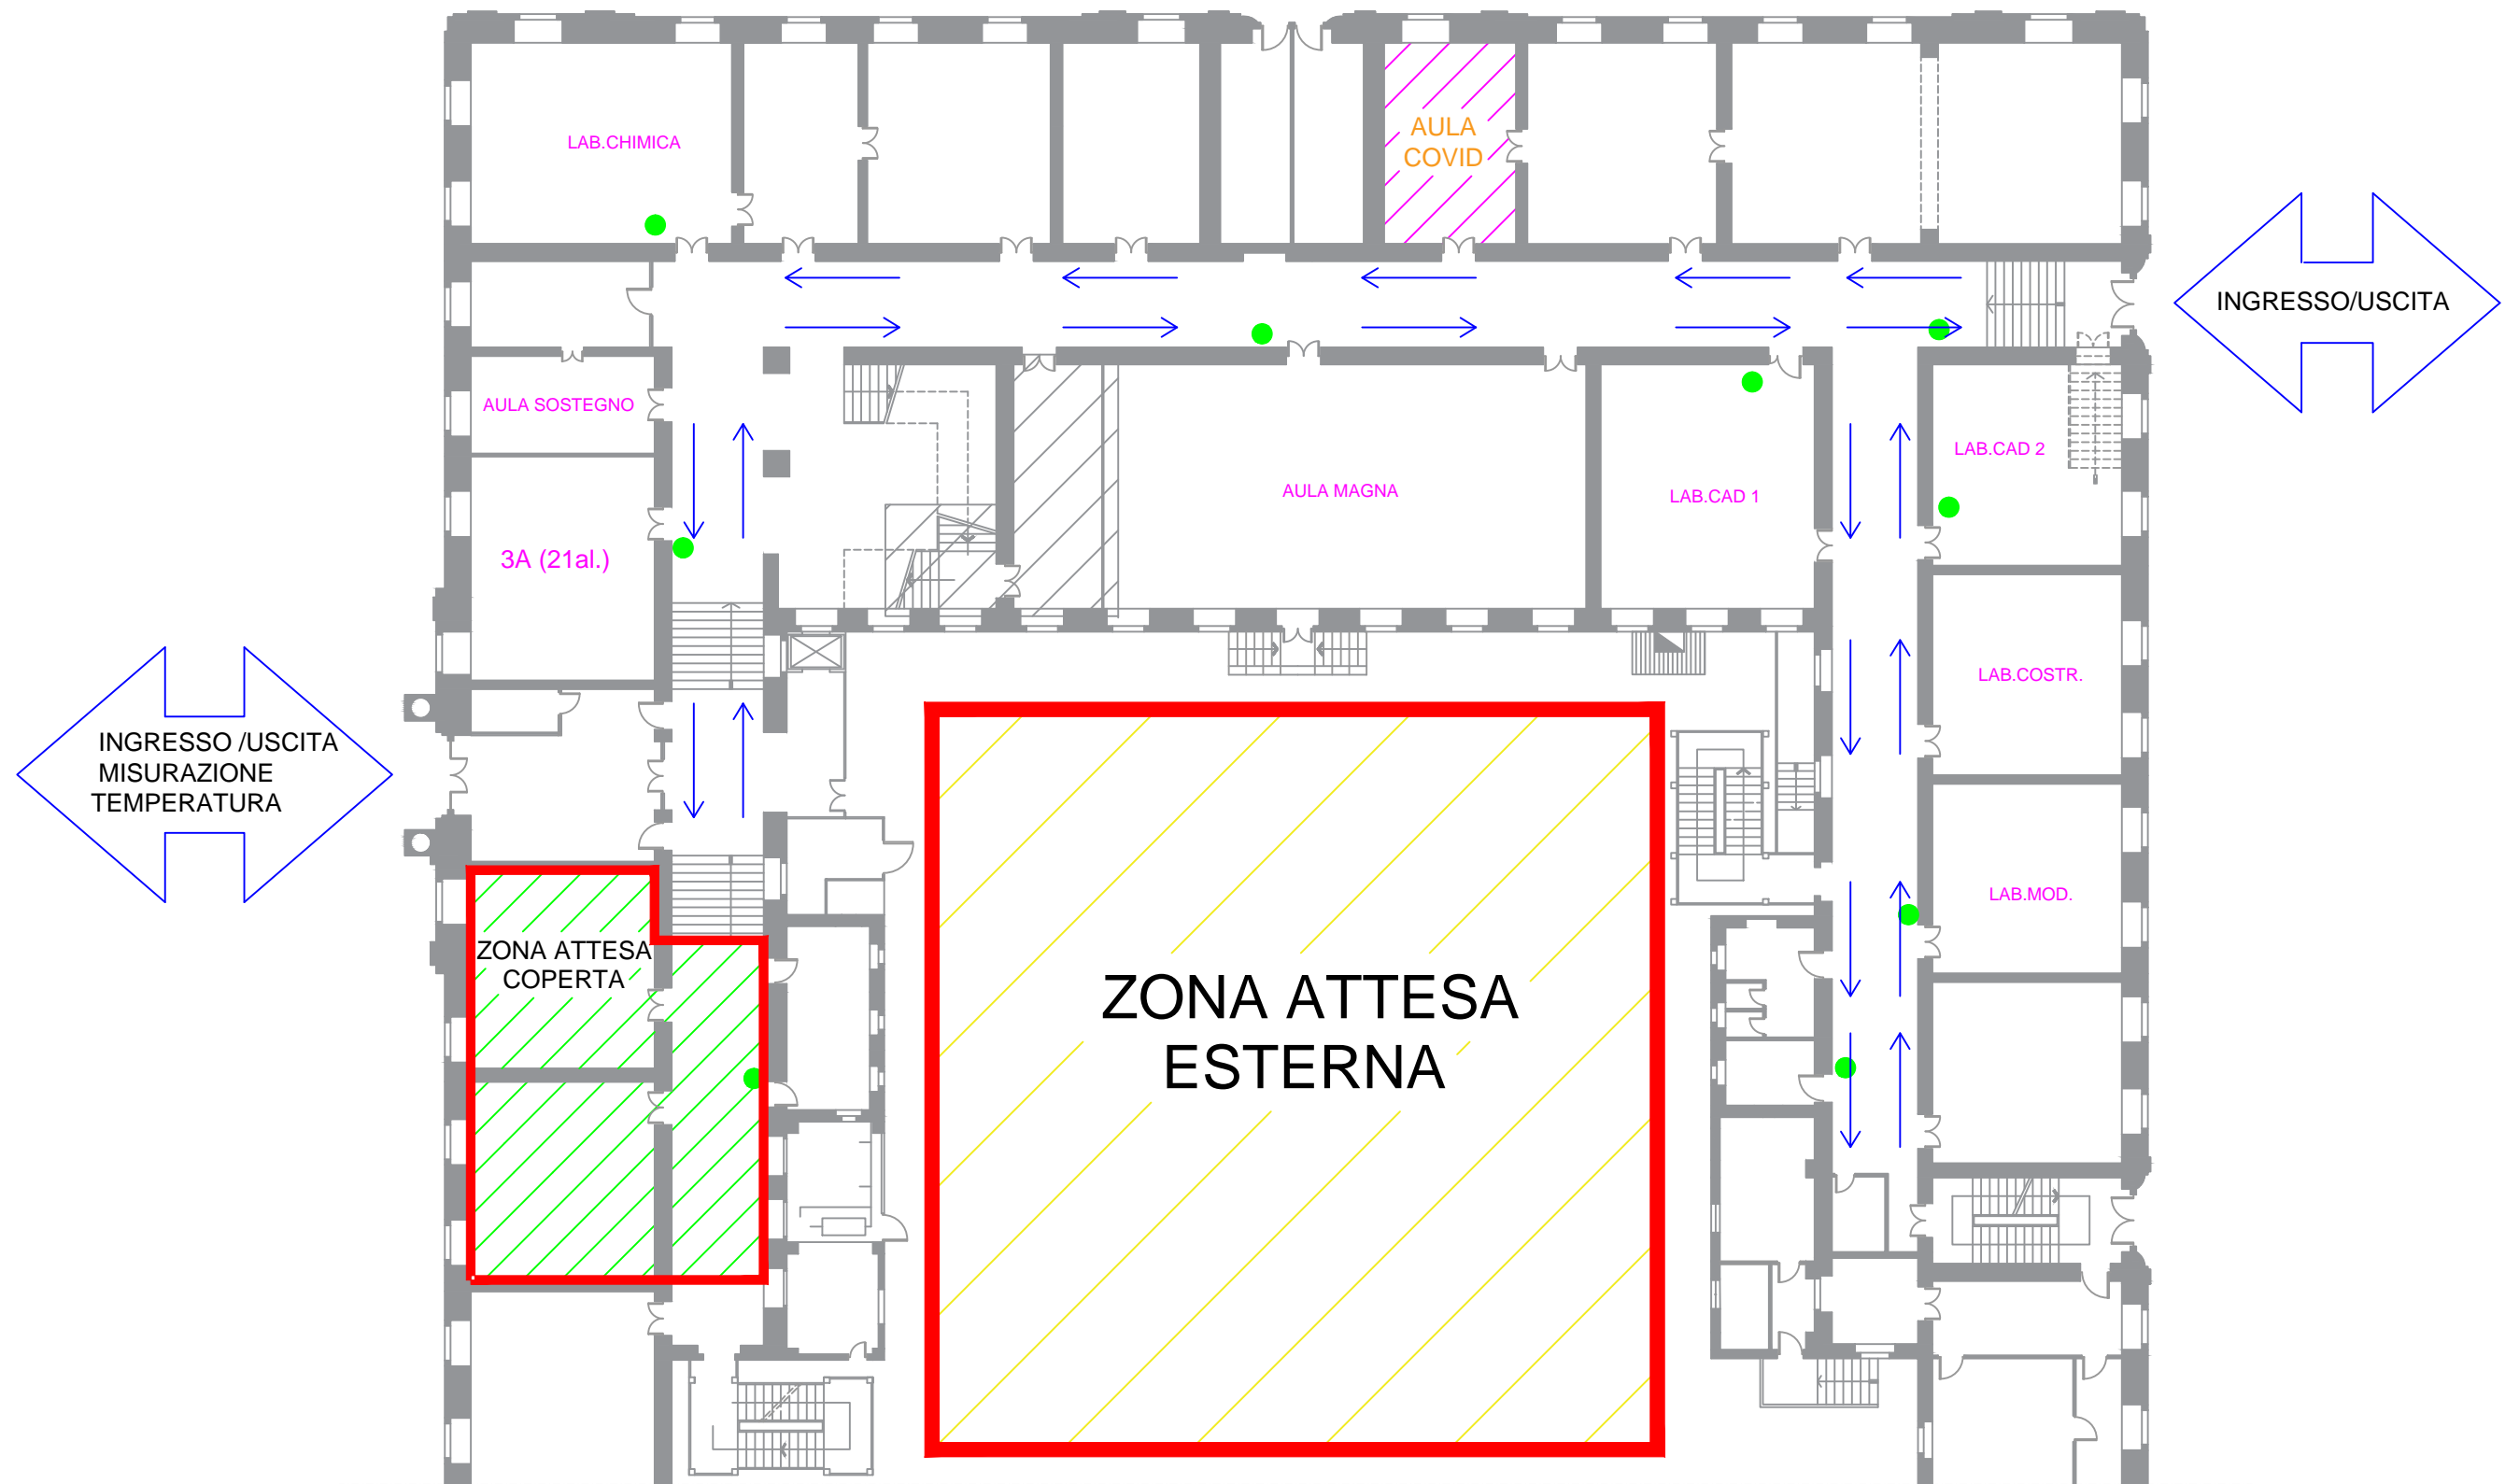 LAB.CHIMICA
AULA
COVID
INGRESSO/USCITA
AULA SOSTEGNO
LAB.CAD 2
AULA MAGNA
LAB.CAD 1
3A (21al.)
LAB.COSTR.
INGRESSO /USCITA
MISURAZIONE
TEMPERATURA
LAB.MOD.
ZONA ATTESA
COPERTA
ZONA ATTESA
ESTERNA